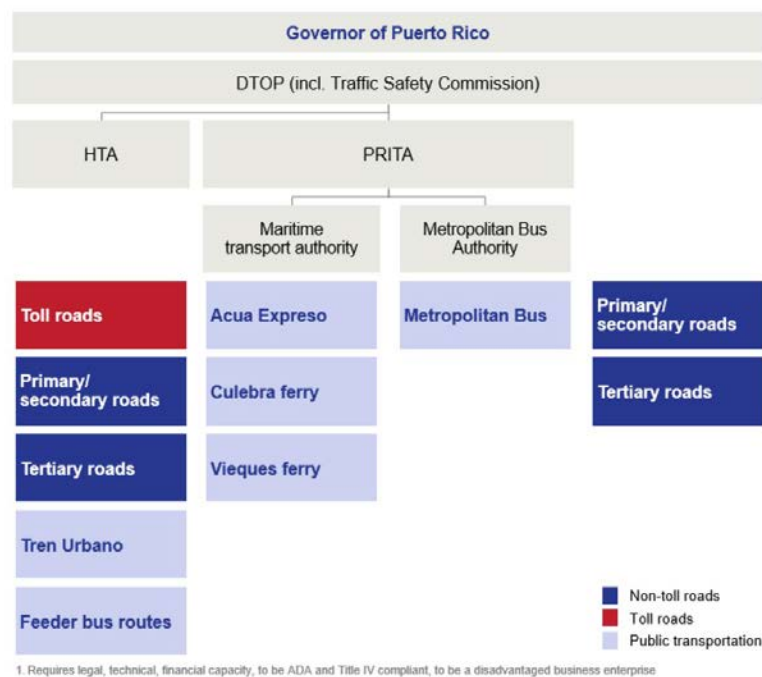 Governor of Puerto Rico
DTOP (incl. Traffic Safety Commission)
HTA
PRITA
Maritime
transport authority
Metropolitan Bus
Authority
Toll roads
Acua Expreso
Metropolitan Bus
Primary/
secondary roads
Primary/
secondary roads
Culebra ferry
Tertiary roads
Tertiary roads
Vieques ferry
Tren Urbano
Feeder bus routes
Non-toll roads
Toll roads
Public transportation
1. Requires legal, technical, financial capacity, to be ADA and Title IV compliant, to be a disadvantaged business enterprise